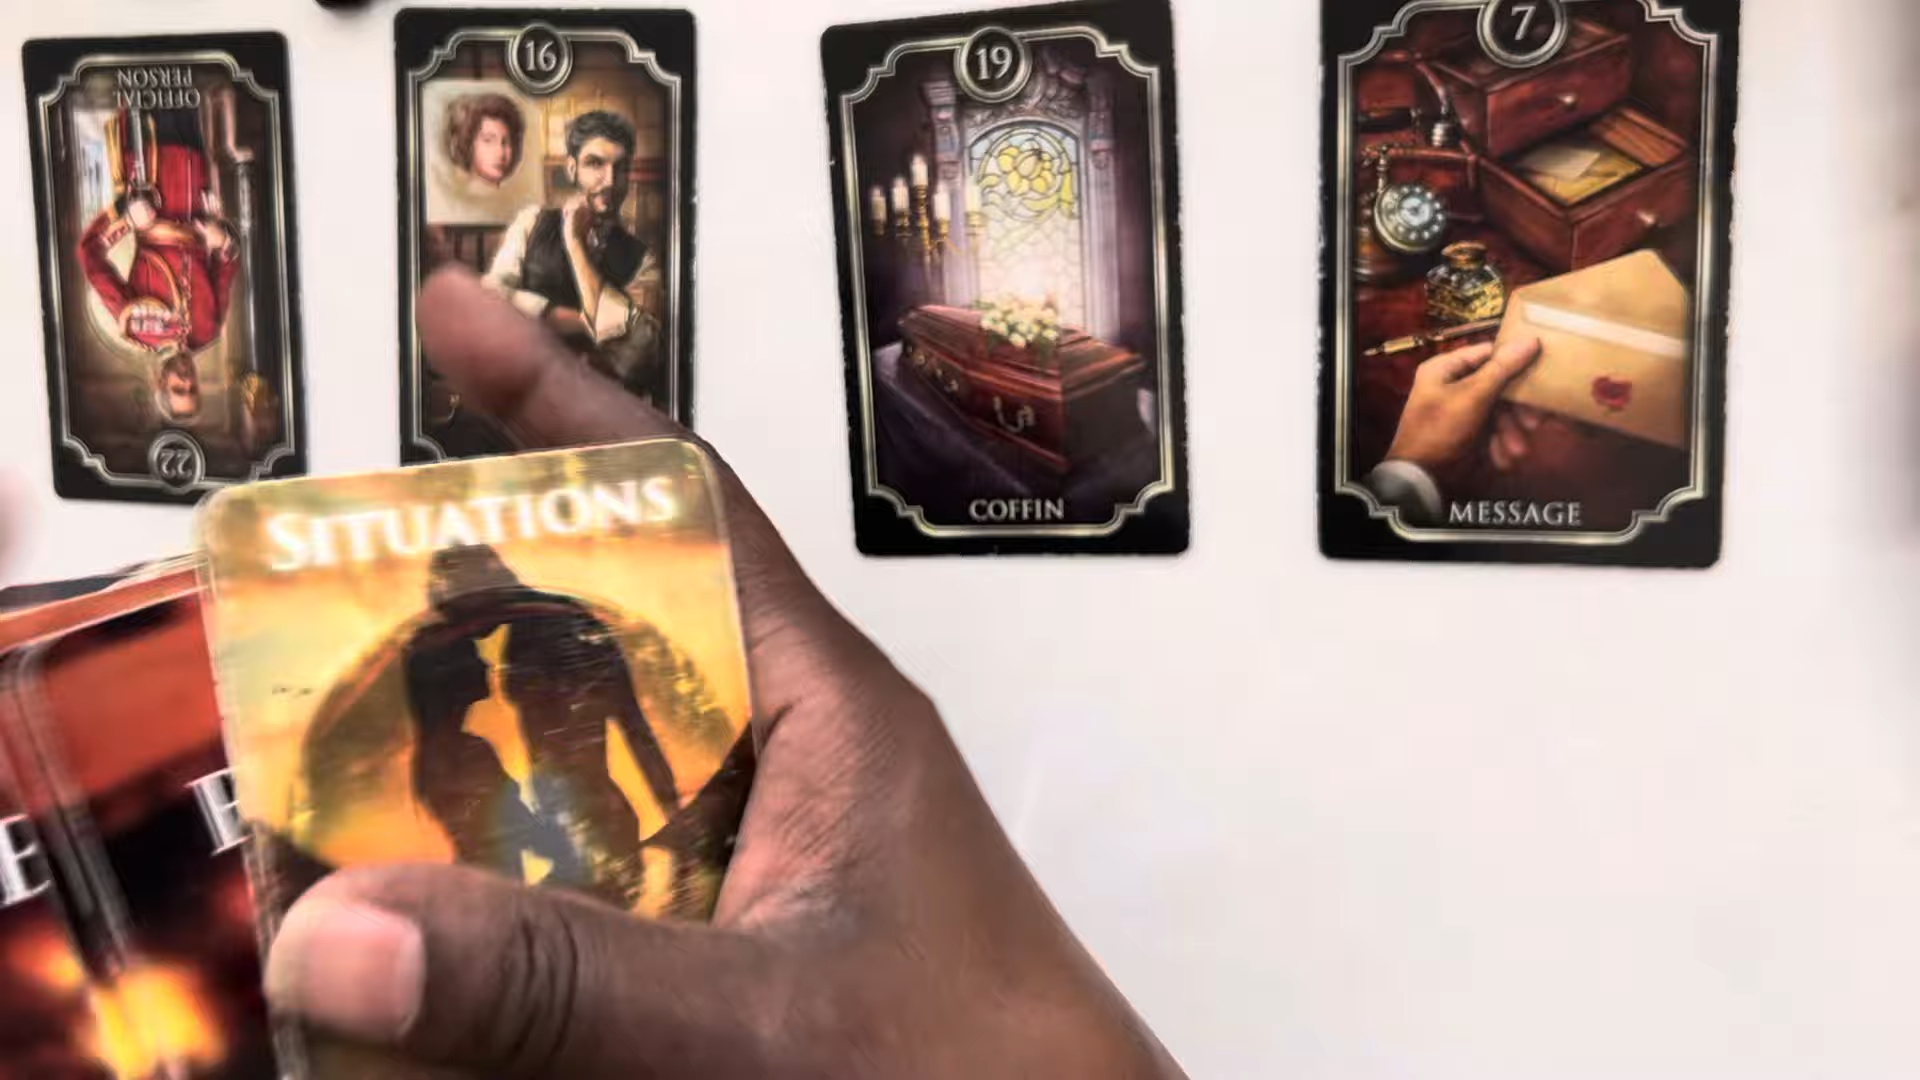 OFFICIAL
PERSON
22
16
19
COFFIN
7
MESSAGE
SITUATIONS
E